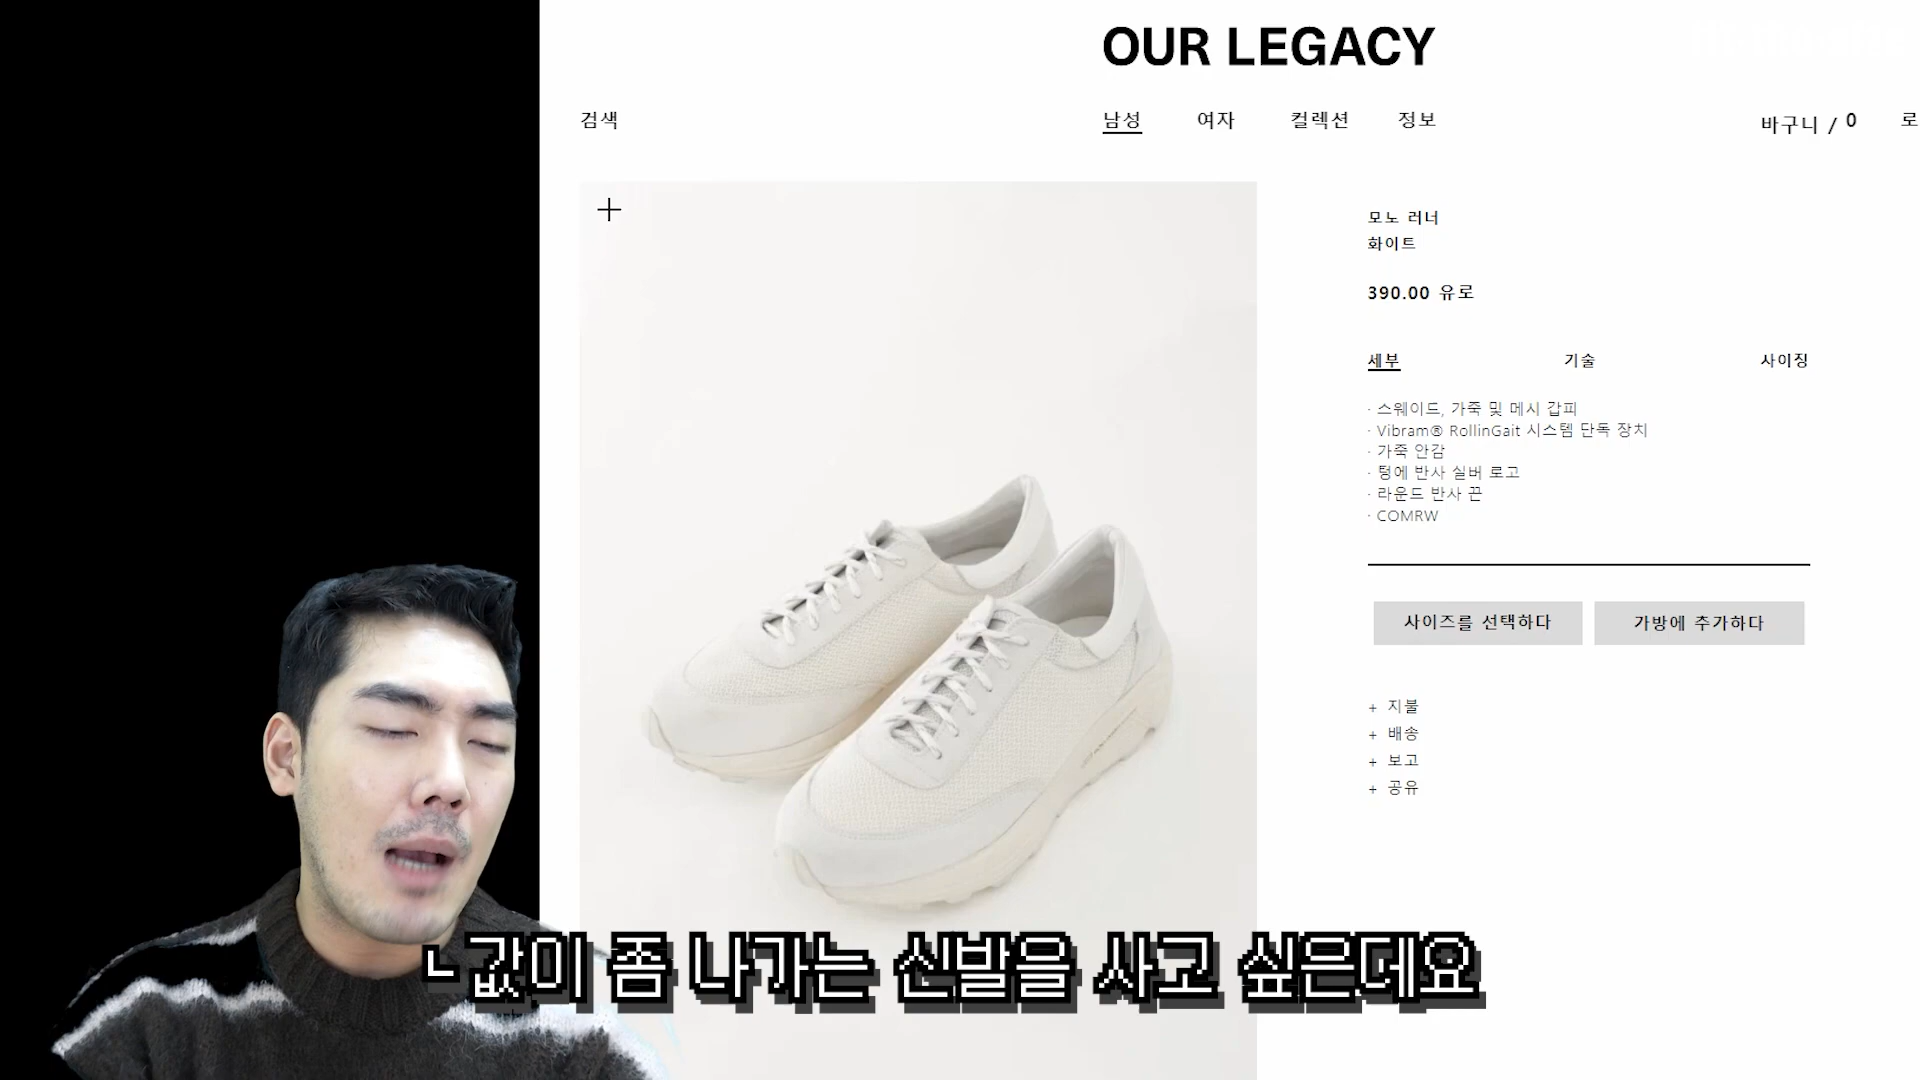 OUR LEGACY
검색
남성
여자
컬렉션
정보
바구니 / 0
로
모노 러너
화이트
390.00 유로
세부
기술
사이징
· 스웨이드, 가죽 및 메시 갑피
· Vibram® RollinGait 시스템 단독 장치
· 가죽 안감
· 텅에 반사 실버 로고
· 라운드 반사 끈
· COMRW
사이즈를 선택하다
가방에 추가하다
+ 지불
+ 배송
+ 보고
+ 공유
ㄴ값이 좀 나가는 신발을 사고 싶은데요